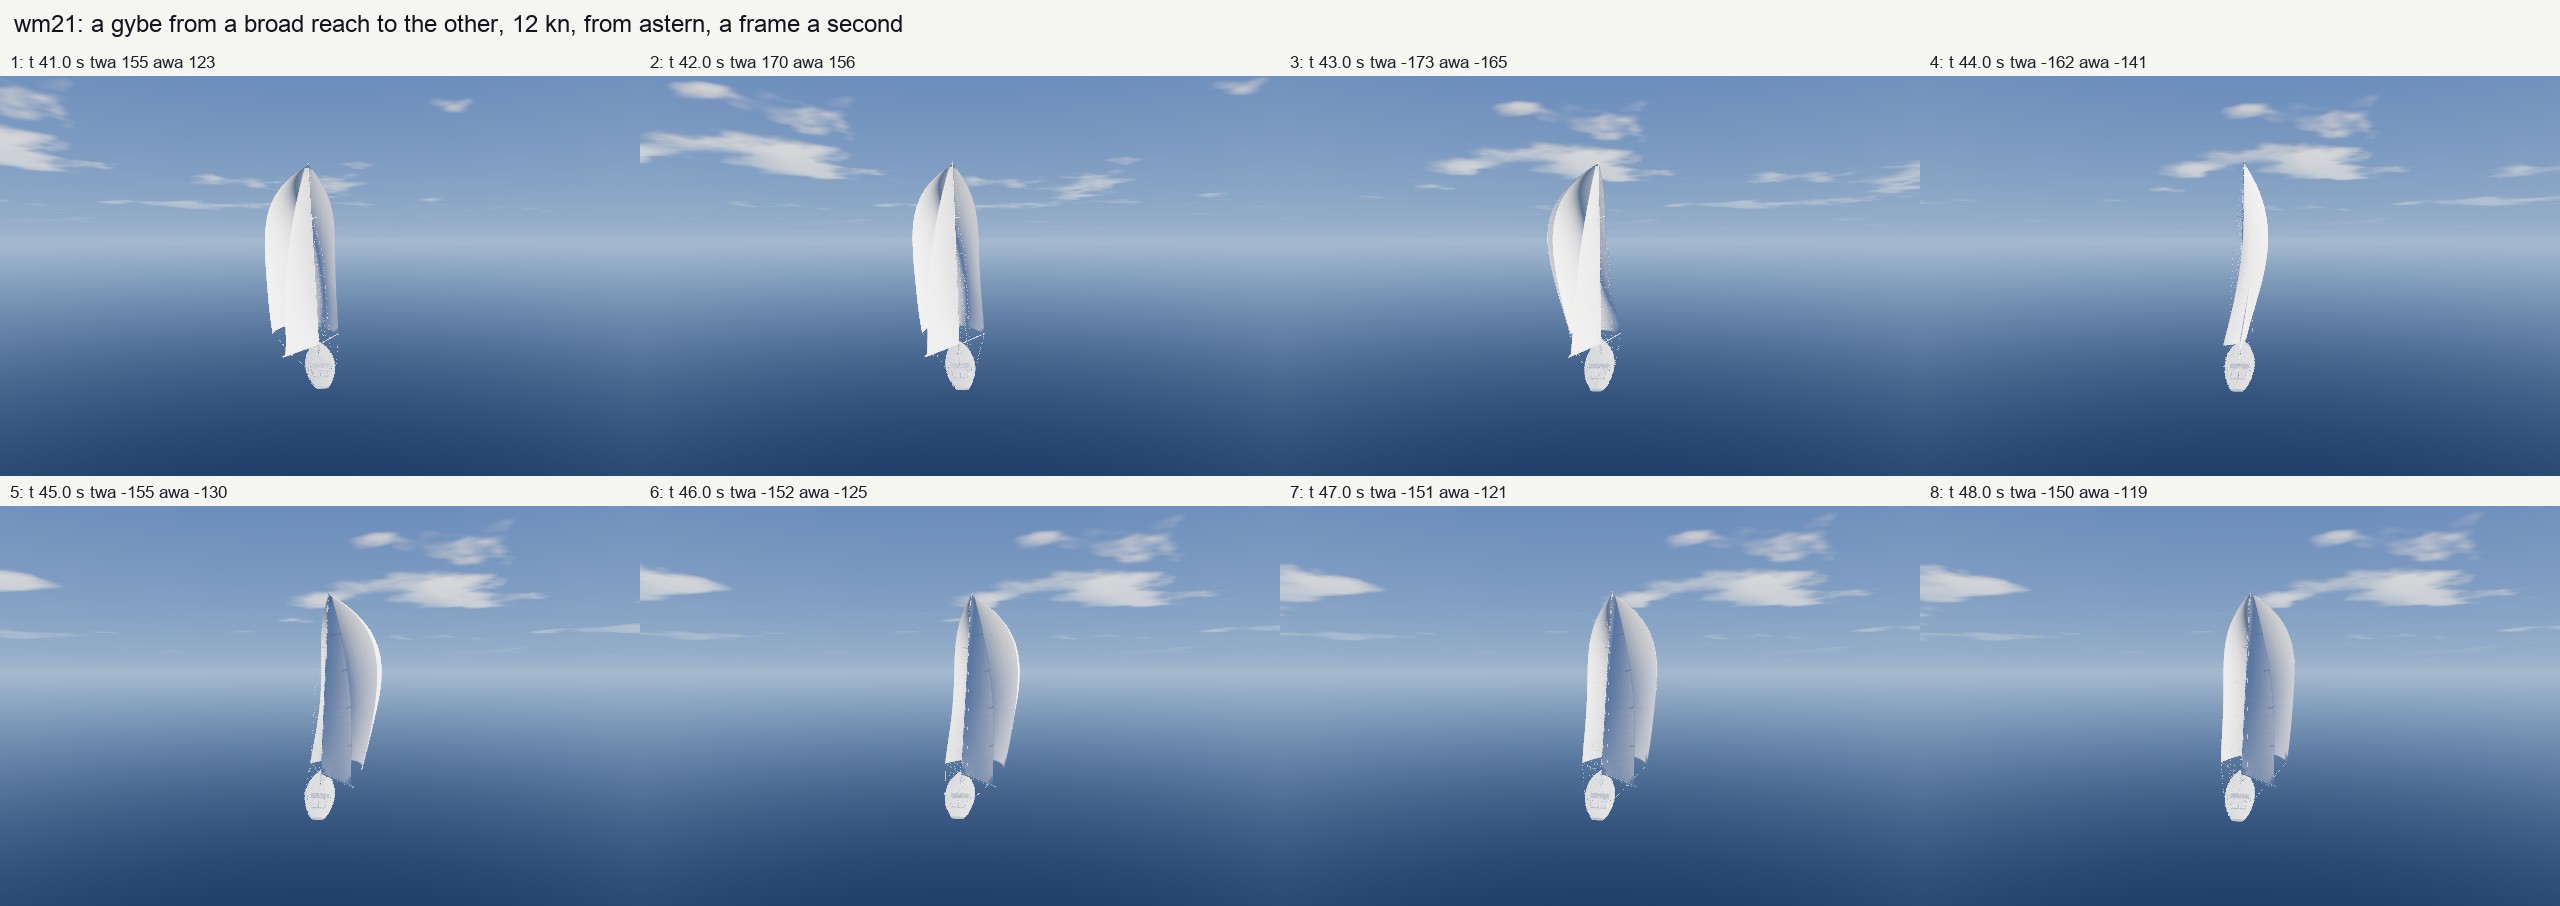 wm21: a gybe from a broad reach to the other, 12 kn, from astern, a frame a second
1: t 41.0 s twa 155 awa 123
2: t 42.0 s twa 170 awa 156
3: t 43.0 s twa -173 awa -165
4: t 44.0 s twa -162 awa -141
5: t 45.0 s twa -155 awa -130
6: t 46.0 s twa -152 awa -125
7: t 47.0 s twa -151 awa -121
8: t 48.0 s twa -150 awa -119